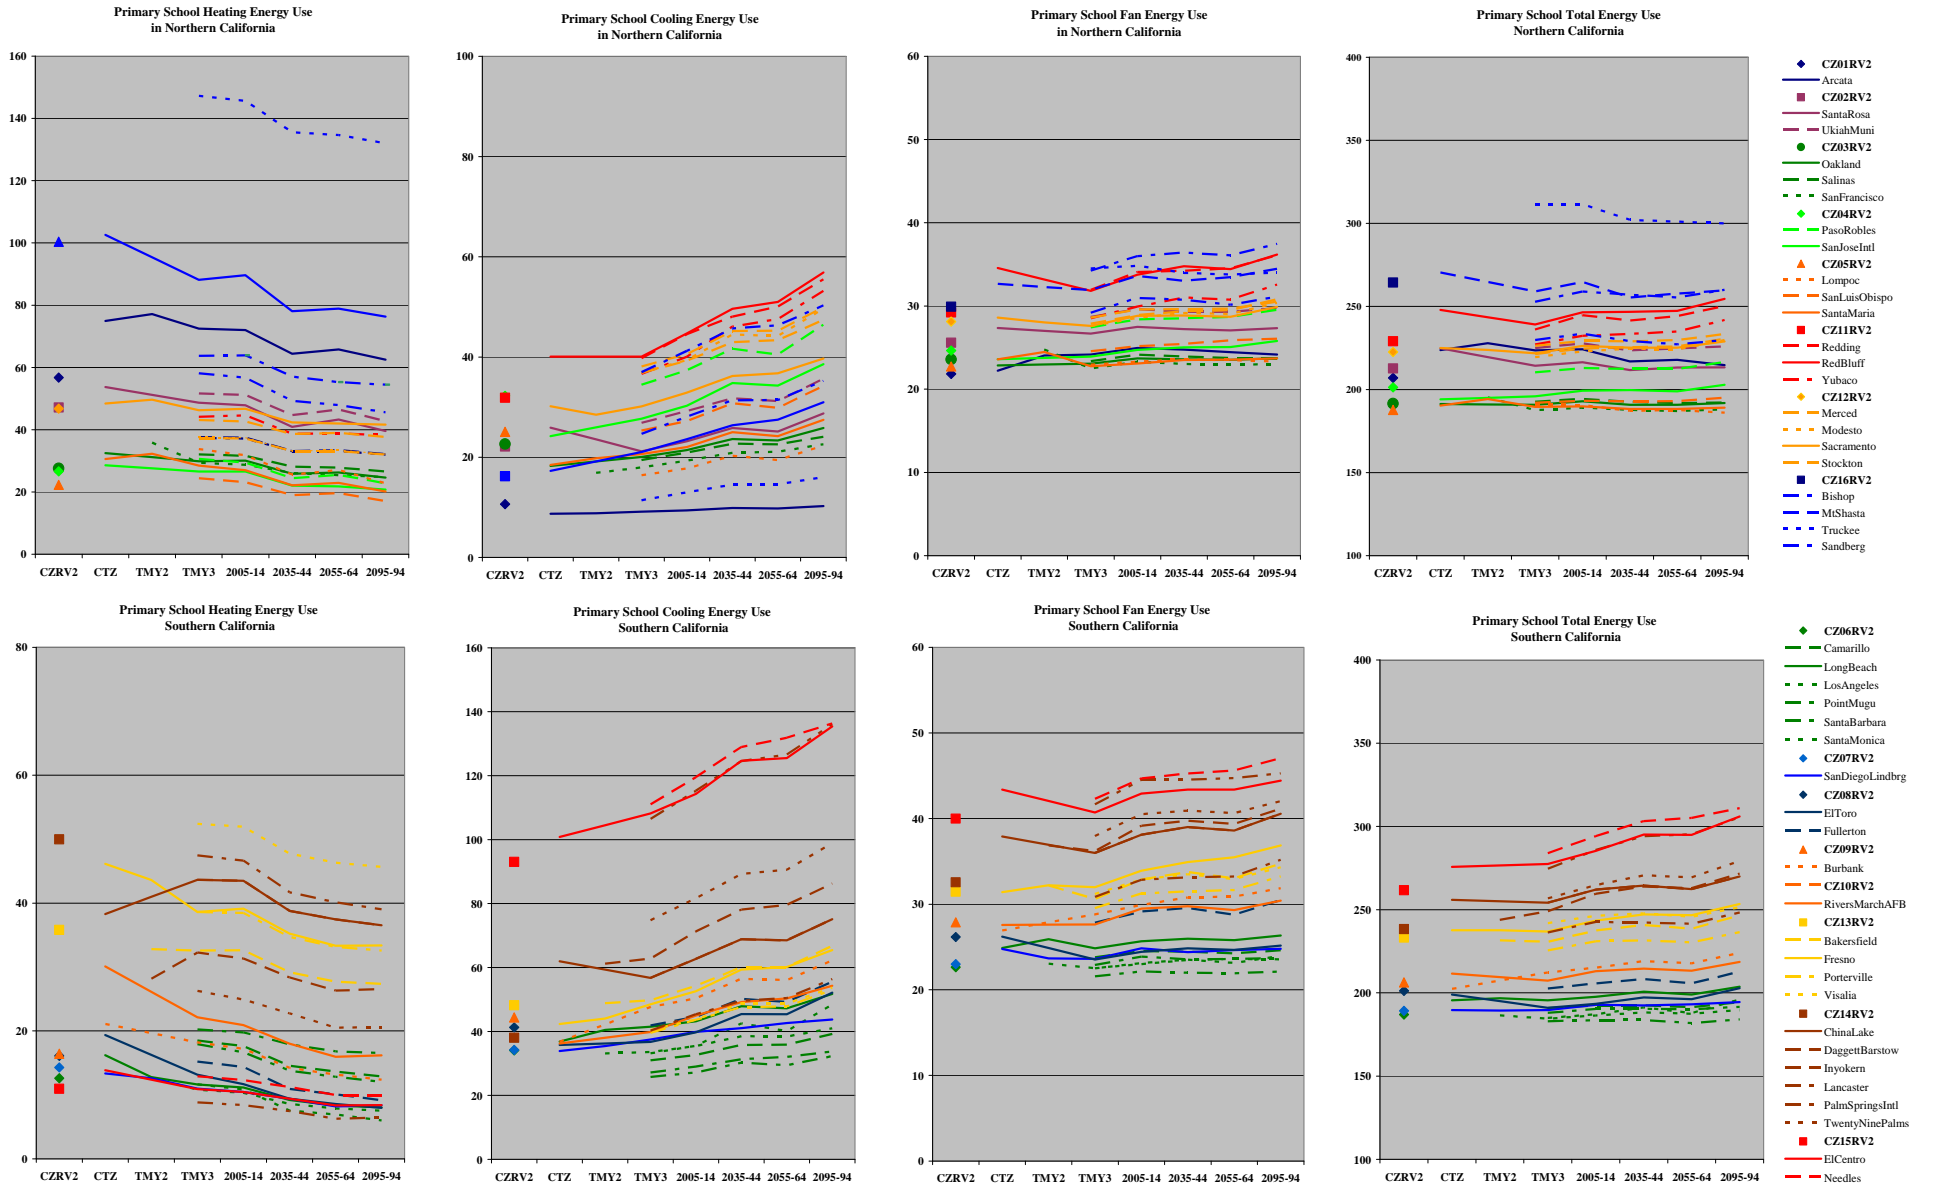 Primary School Heating Energy Use
in Northern California
160
140
120
100
80
60
40
20
0
CZRV2 CTZ TMY2 TMY3 2005-14 2035-44 2055-64 2095-94
Primary School Cooling Energy Use
in Northern California
100
80
60
40
20
0
CZRV2 CTZ TMY2 TMY3 2005-14 2035-44 2055-64 2095-94
Primary School Fan Energy Use
in Northern California
60
50
40
30
20
10
0
CZRV2 CTZ TMY2 TMY3 2005-14 2035-44 2055-64 2095-94
Primary School Total Energy Use
Northern California
400
350
300
250
200
150
100
CZRV2 CTZ TMY2 TMY3 2005-14 2035-44 2055-64 2095-94
CZ01RV2
Arcata
CZ02RV2
SantaRosa
UkiahMuni
CZ03RV2
Oakland
Salinas
SanFrancisco
CZ04RV2
PasoRobles
SanJoseIntl
CZ05RV2
Lompoc
SanLuisObispo
SantaMaria
CZ11RV2
Redding
RedBluff
Yubaco
CZ12RV2
Merced
Modesto
Sacramento
Stockton
CZ16RV2
Bishop
MtShasta
Truckee
Sandberg
Primary School Heating Energy Use
Southern California
80
60
40
20
0
CZRV2 CTZ TMY2 TMY3 2005-14 2035-44 2055-64 2095-94
Primary School Cooling Energy Use
Southern California
160
140
120
100
80
60
40
20
0
CZRV2 CTZ TMY2 TMY3 2005-14 2035-44 2055-64 2095-94
Primary School Fan Energy Use
Southern California
60
50
40
30
20
10
0
CZRV2 CTZ TMY2 TMY3 2005-14 2035-44 2055-64 2095-94
Primary School Total Energy Use
Southern California
400
350
300
250
200
150
100
CZRV2 CTZ TMY2 TMY3 2005-14 2035-44 2055-64 2095-94
CZ06RV2
Camarillo
LongBeach
LosAngeles
PointMugu
SantaBarbara
SantaMonica
CZ07RV2
SanDiegoLindbrg
CZ08RV2
ElToro
Fullerton
CZ09RV2
Burbank
CZ10RV2
RiversMarchAFB
CZ13RV2
Bakersfield
Fresno
Porterville
Visalia
CZ14RV2
ChinaLake
DaggettBarstow
Inyokern
Lancaster
PalmSpringsIntl
TwentyNinePalms
CZ15RV2
ElCentro
Needles